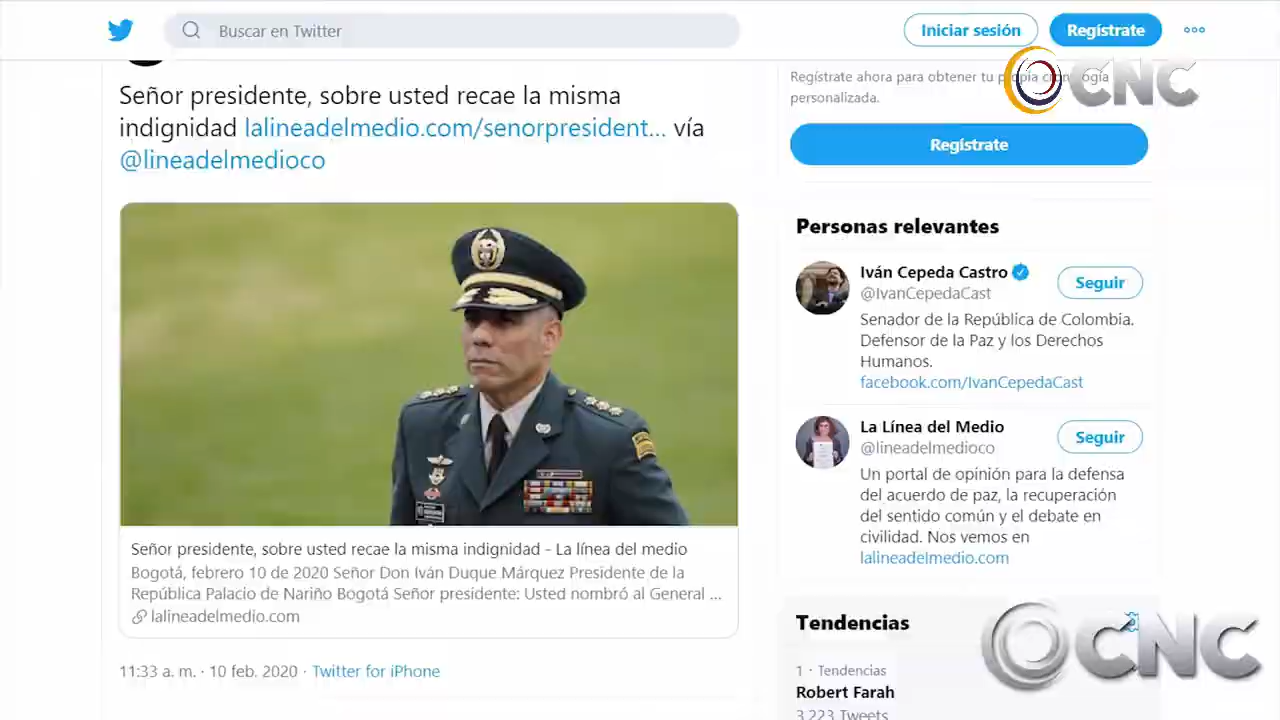 Buscar en Twitter
Iniciar sesión
Regístrate
CNC
Señor presidente, sobre usted recae la misma
indignidad lalineadelmedio.com/senorpresident... vía
@lineadelmedioco
Señor presidente, sobre usted recae la misma indignidad - La línea del medio
Bogotá, febrero 10 de 2020 Señor Don Iván Duque Márquez Presidente de la
República Palacio de Nariño Bogotá Señor presidente: Usted nombró al General ...
lalineadelmedio.com
11:33 a. m. · 10 feb. 2020 · Twitter for iPhone
Regístrate ahora para obtener tu propia cronología
personalizada.
Regístrate
Personas relevantes
Iván Cepeda Castro
@IvanCepedaCast
Seguir
Senador de la República de Colombia.
Defensor de la Paz y los Derechos
Humanos.
facebook.com/IvanCepedaCast
La Línea del Medio
@lineadelmedioco
Seguir
Un portal de opinión para la defensa
del acuerdo de paz, la recuperación
del sentido común y el debate en
civilidad. Nos vemos en
lalineadelmedio.com
Tendencias
1 · Tendencias
Robert Farah
3.223 Tweets
CNC